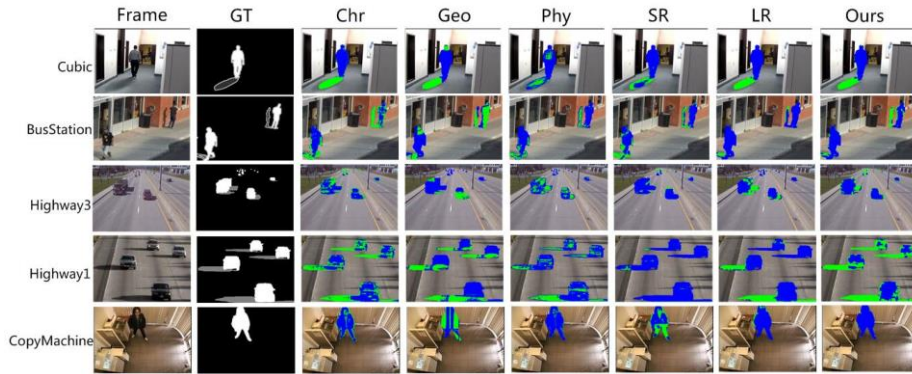 Frame GT Chr Geo Phy SR LR Ours
Cubic
BusStation
Highway3
Highway1
CopyMachine